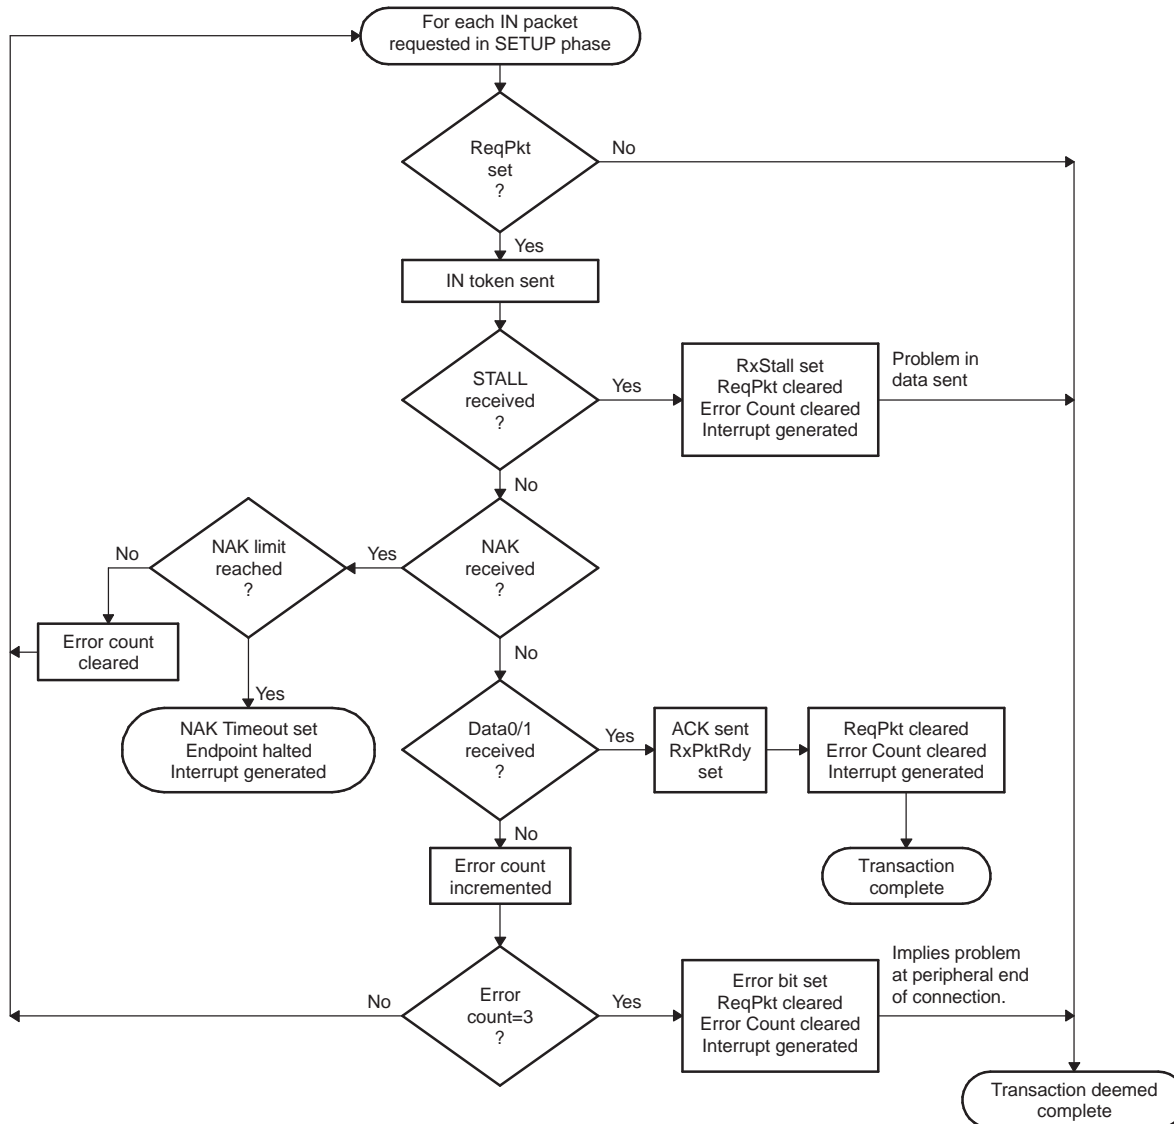 For each IN packet
requested in SETUP phase
ReqPkt
set
?
No
Yes
IN token sent
STALL
received
?
Yes
RxStall set
ReqPkt cleared
Error Count cleared
Interrupt generated
Problem in
data sent
No
NAK limit
reached
?
No
Yes
NAK
received
?
Error count
cleared
No
Yes
NAK Timeout set
Endpoint halted
Interrupt generated
Data0/1
received
?
Yes
ACK sent
RxPktRdy
set
ReqPkt cleared
Error Count cleared
Interrupt generated
No
Error count
incremented
Transaction
complete
Error
count=3
?
No
Yes
Error bit set
ReqPkt cleared
Error Count cleared
Interrupt generated
Implies problem
at peripheral end
of connection.
Transaction deemed
complete